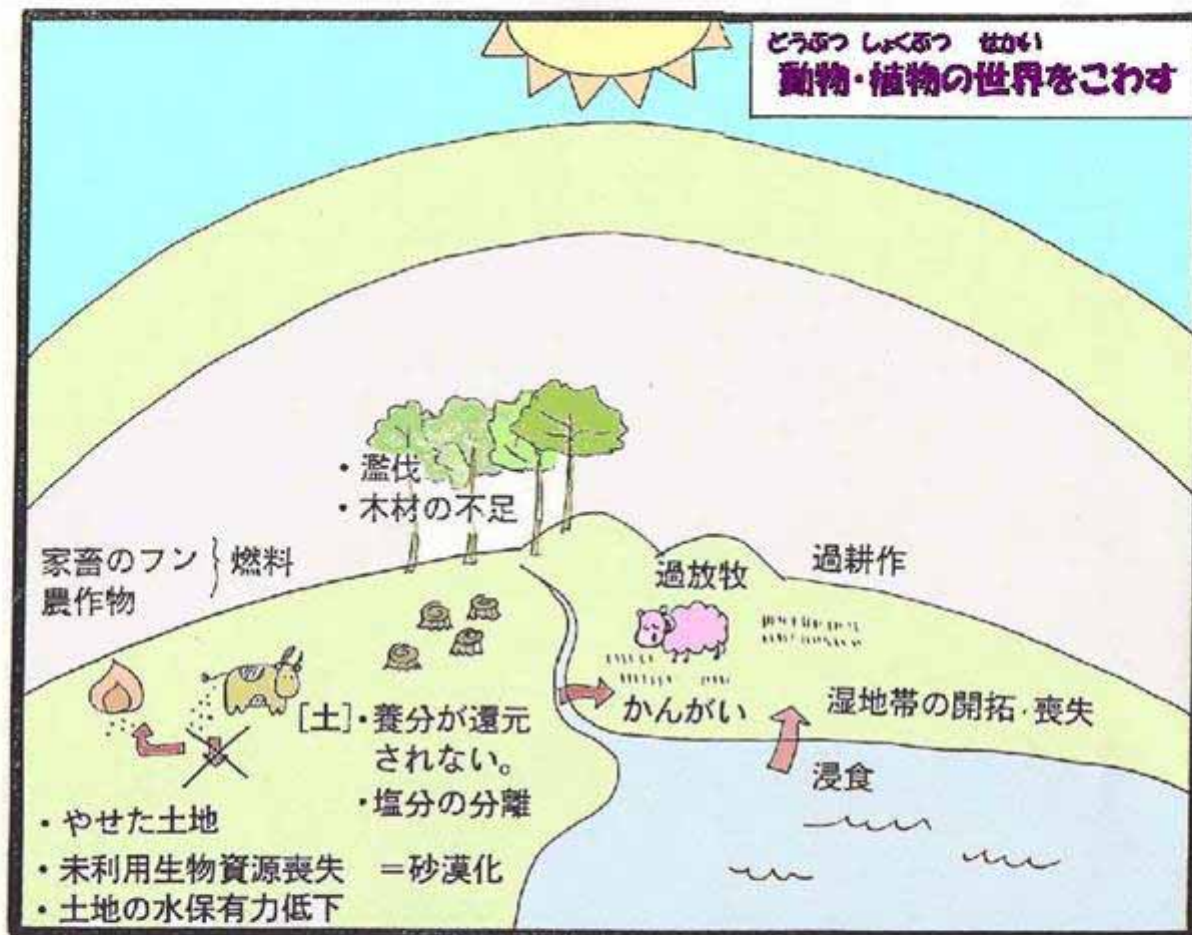 どうぶつ しょくぶつ せかい
動物・植物の世界をこわす
・濫伐
・木材の不足
家畜のフン
農作物
}燃料
過放牧
過耕作
かんがい
湿地帯の開拓・喪失
浸食
[土]・養分が還元
されない。
・塩分の分離
・やせた土地
・未利用生物資源喪失 =砂漠化
・土地の水保有力低下